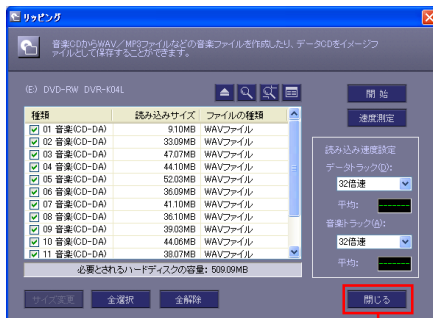 リッピング
音楽CDからWAV／MP3ファイルなどの音楽ファイルを作成したり、データCDをイメージフ
ァイルとして保存することができます。
(E:) DVD-RW DVR-K04L
開 始
種類 読み込みサイズ ファイルの種類
速度測定
01 音楽(CD-DA) 9.10MB WAVファイル
02 音楽(CD-DA) 33.09MB WAVファイル
03 音楽(CD-DA) 47.07MB WAVファイル
04 音楽(CD-DA) 44.10MB WAVファイル
05 音楽(CD-DA) 52.03MB WAVファイル
06 音楽(CD-DA) 36.09MB WAVファイル
07 音楽(CD-DA) 41.10MB WAVファイル
08 音楽(CD-DA) 36.10MB WAVファイル
09 音楽(CD-DA) 39.03MB WAVファイル
10 音楽(CD-DA) 44.06MB WAVファイル
11 音楽(CD-DA) 38.07MB WAVファイル
必要とされるハードディスクの容量: 509.09MB
読み込み速度設定
データトラック(D):
32倍速
平均:
音楽トラック(A):
32倍速
平均:
サイズ変更 全選択 全解除 閉じる